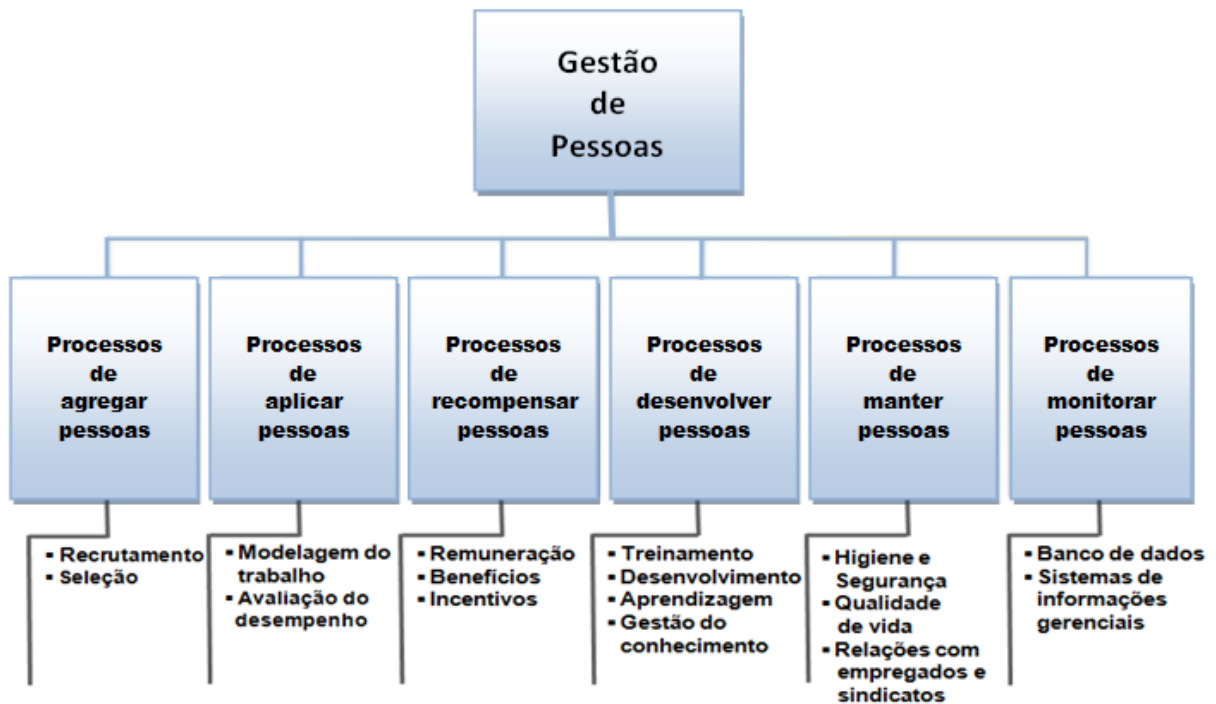 Gestão
de
Pessoas
Processos
de
agregar
pessoas
Processos
de
aplicar
pessoas
Processos
de
recompensar
pessoas
Processos
de
desenvolver
pessoas
Processos
de
manter
pessoas
Processos
de
monitorar
pessoas
▪ Recrutamento
▪ Seleção
▪ Modelagem do
trabalho
▪ Avaliação do
desempenho
▪ Remuneração
▪ Benefícios
▪ Incentivos
▪ Treinamento
▪ Desenvolvimento
▪ Aprendizagem
▪ Gestão do
conhecimento
▪ Higiene e
Segurança
▪ Qualidade
de vida
▪ Relações com
empregados e
sindicatos
▪ Banco de dados
▪ Sistemas de
informações
gerenciais